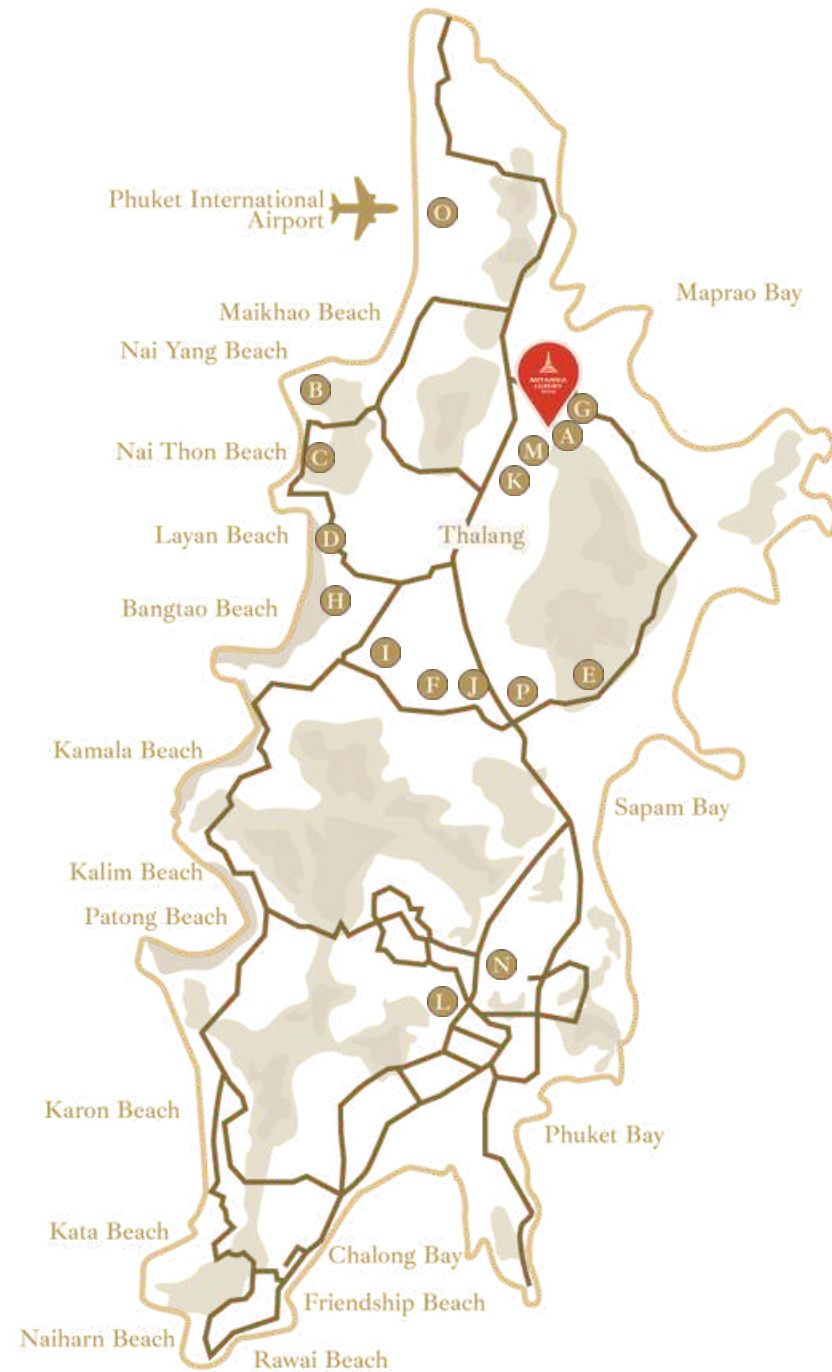 Phuket International
Airport
O
Maprao Bay
Maikhao Beach
Nai Yang Beach
B
G
A
Nai Thon Beach
C
M
K
Layan Beach
D
Thalang
Bangtao Beach
H
I
F
J
P
E
Kamala Beach
Sapam Bay
Kalim Beach
Patong Beach
N
L
Karon Beach
Phuket Bay
Kata Beach
Chalong Bay
Friendship Beach
Naiharn Beach
Rawai Beach